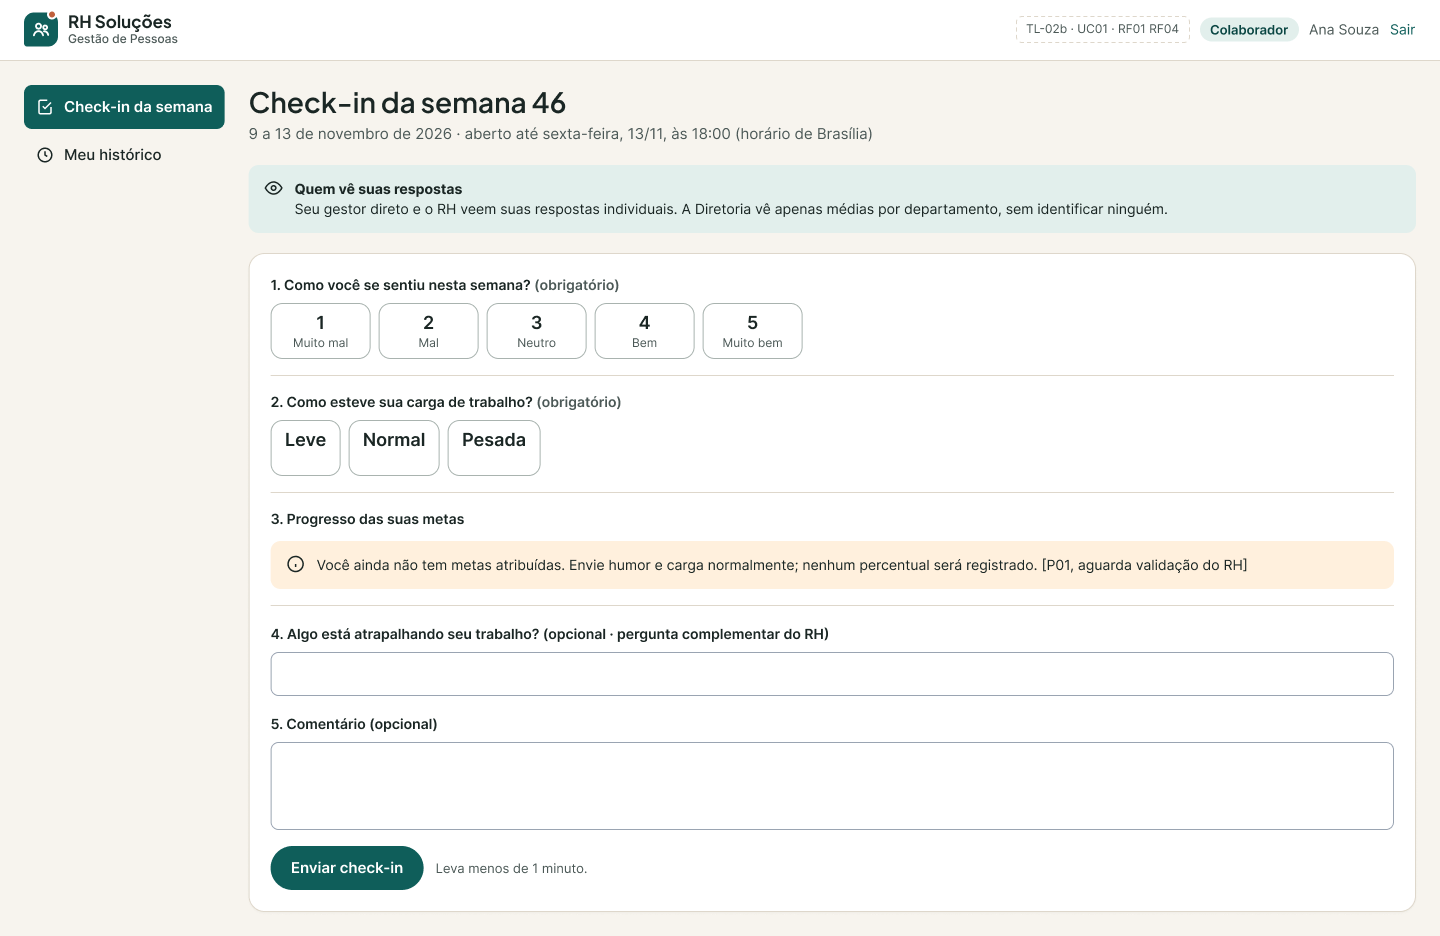 RH Soluções
Gestão de Pessoas
TL-02b · UC01 · RF01 RF04
Colaborador
Ana Souza
Sair
Check-in da semana
Meu histórico
Check-in da semana 46
9 a 13 de novembro de 2026 · aberto até sexta-feira, 13/11, às 18:00 (horário de Brasília)
Quem vê suas respostas
Seu gestor direto e o RH veem suas respostas individuais. A Diretoria vê apenas médias por departamento, sem identificar ninguém.
1. Como você se sentiu nesta semana? (obrigatório)
1
Muito mal
2
Mal
3
Neutro
4
Bem
5
Muito bem
2. Como esteve sua carga de trabalho? (obrigatório)
Leve
Normal
Pesada
3. Progresso das suas metas
Você ainda não tem metas atribuídas. Envie humor e carga normalmente; nenhum percentual será registrado. [P01, aguarda validação do RH]
4. Algo está atrapalhando seu trabalho? (opcional · pergunta complementar do RH)
5. Comentário (opcional)
Enviar check-in
Leva menos de 1 minuto.